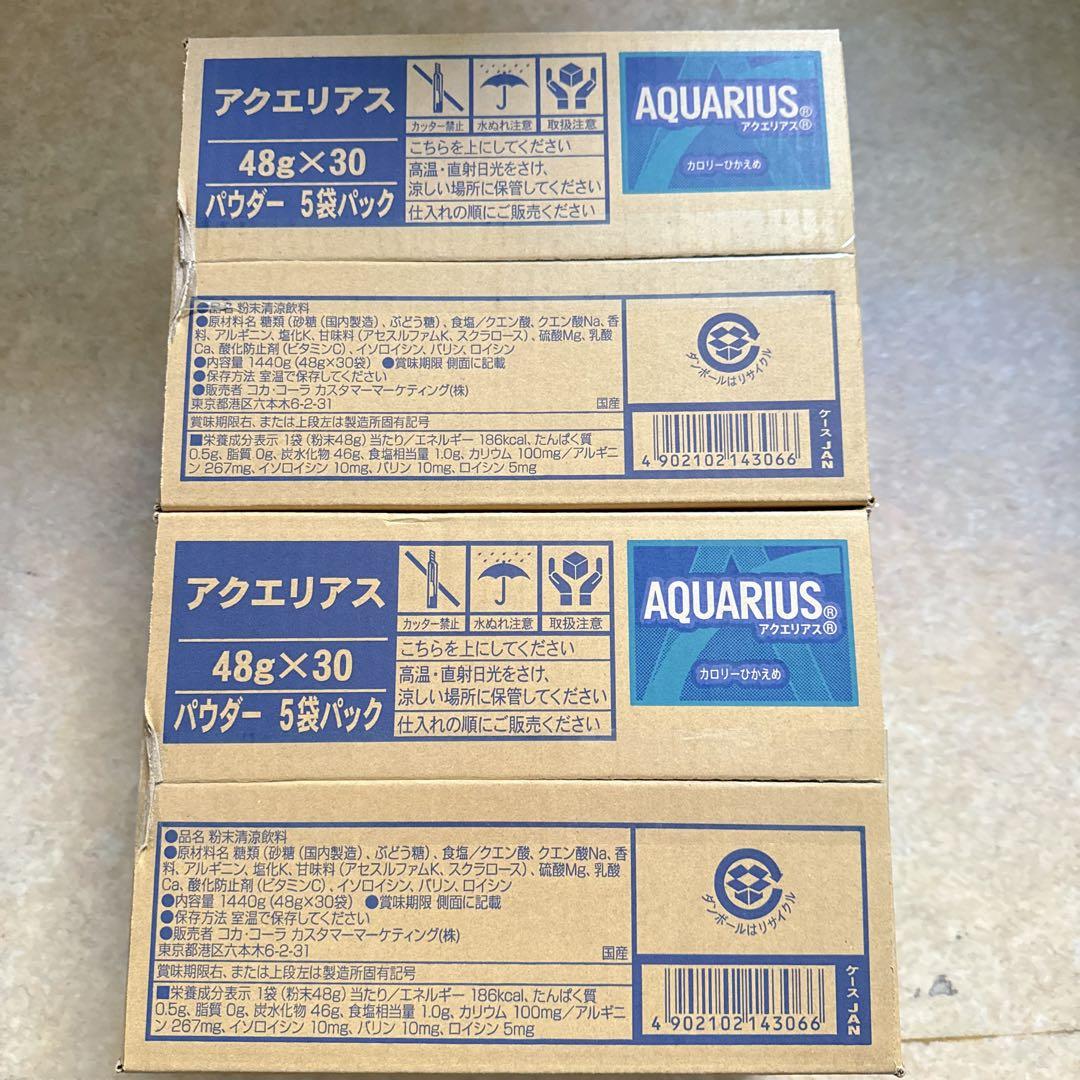 アクエリアス
48g×30
パウダー 5袋パック
カッター禁止
水ぬれ注意
取扱注意
こちらを上にしてください
高温・直射日光をさけ、
涼しい場所に保管してください
仕入れの順にご販売ください
AQUARIUS®
アクエリアス®
カロリーひかえめ
●品名 粉末清涼飲料
●原材料名 糖類(砂糖(国内製造)、ぶどう糖)、食塩/クエン酸、クエン酸Na、香
料、アルギニン、塩化K、甘味料(アセスルファムK、スクラロース)、硫酸Mg、乳酸
Ca、酸化防止剤(ビタミンC)、イソロイシン、バリン、ロイシン
●内容量 1440g(48g×30袋) ●賞味期限 側面に記載
●保存方法 室温で保存してください
●販売者 コカ・コーラ カスタマーマーケティング(株)
東京都港区六本木6-2-31 国産
賞味期限右、または上段左は製造所固有記号
■栄養成分表示 1袋(粉末48g)当たり/エネルギー 186kcal、たんぱく質
0.5g、脂質 0g、炭水化物 46g、食塩相当量 1.0g、カリウム 100mg/アルギニ
ン 267mg、イソロイシン 10mg、バリン 10mg、ロイシン 5mg
ダンボールはリサイクル
4 902102 143066
ケースJAN
アクエリアス
48g×30
パウダー 5袋パック
カッター禁止
水ぬれ注意
取扱注意
こちらを上にしてください
高温・直射日光をさけ、
涼しい場所に保管してください
仕入れの順にご販売ください
AQUARIUS®
アクエリアス®
カロリーひかえめ
●品名 粉末清涼飲料
●原材料名 糖類(砂糖(国内製造)、ぶどう糖)、食塩/クエン酸、クエン酸Na、香
料、アルギニン、塩化K、甘味料(アセスルファムK、スクラロース)、硫酸Mg、乳酸
Ca、酸化防止剤(ビタミンC)、イソロイシン、バリン、ロイシン
●内容量 1440g(48g×30袋) ●賞味期限 側面に記載
●保存方法 室温で保存してください
●販売者 コカ・コーラ カスタマーマーケティング(株)
東京都港区六本木6-2-31 国産
賞味期限右、または上段左は製造所固有記号
■栄養成分表示 1袋(粉末48g)当たり/エネルギー 186kcal、たんぱく質
0.5g、脂質 0g、炭水化物 46g、食塩相当量 1.0g、カリウム 100mg/アルギニ
ン 267mg、イソロイシン 10mg、バリン 10mg、ロイシン 5mg
ダンボールはリサイクル
4 902102 143066
ケースJAN